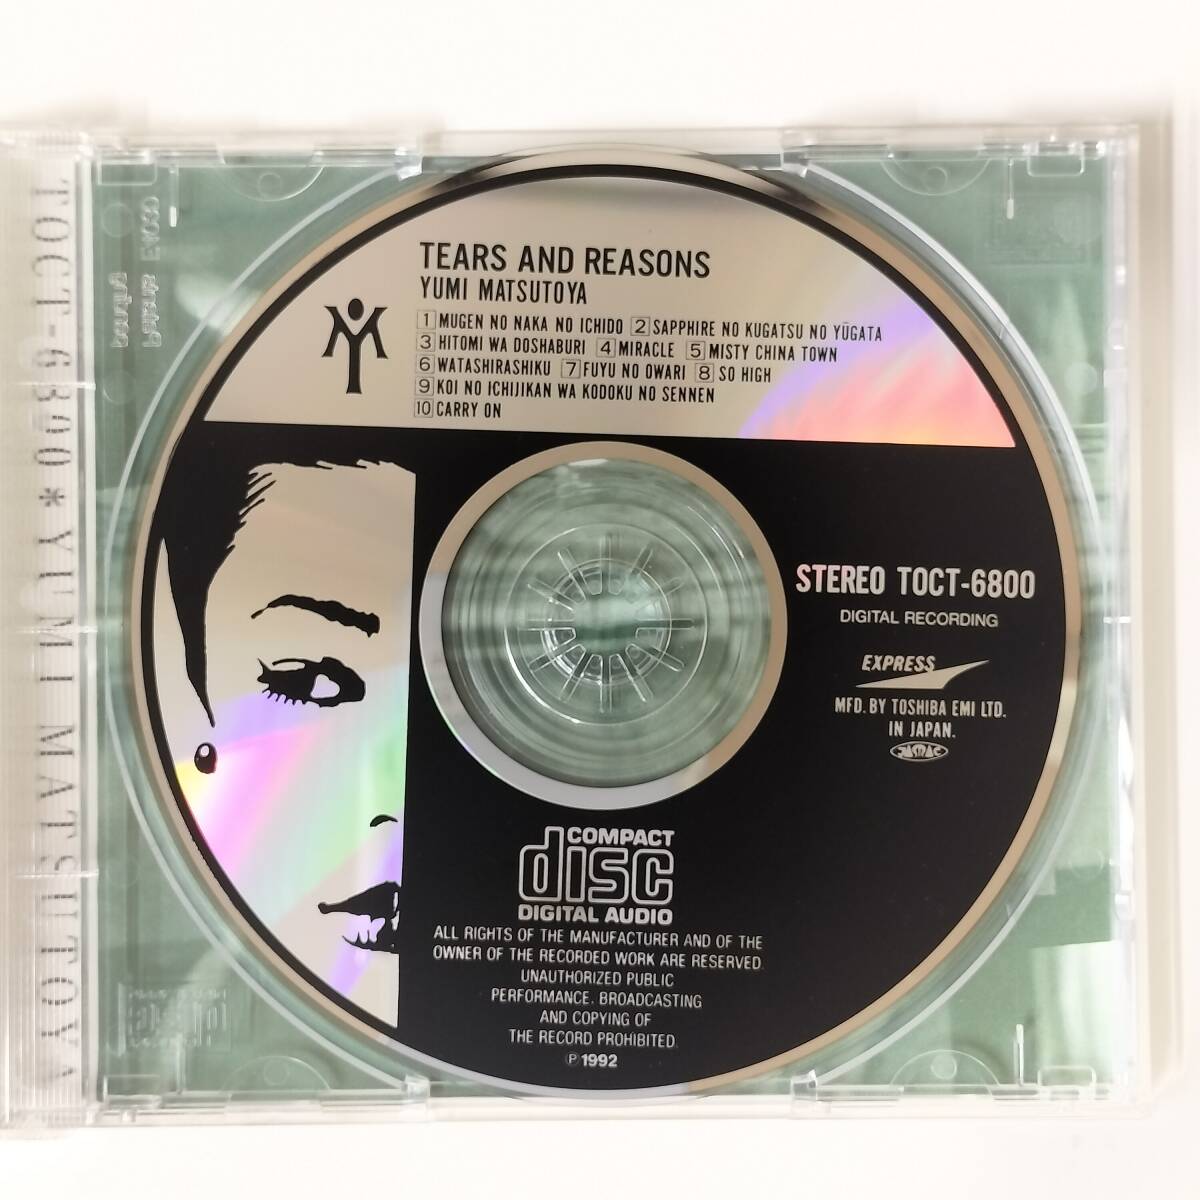 TEARS AND REASONS
YUMI MATSUTOYA
1 MUGEN NO NAKA NO ICHIDO 2 SAPPHIRE NO KUGATSU NO YŪGATA
3 HITOMI WA DOSHABURI 4 MIRACLE 5 MISTY CHINA TOWN
6 WATASHIRASHIKU 7 FUYU NO OWARI 8 SO HIGH
9 KOI NO ICHIJIKAN WA KODOKU NO SENNEN
10 CARRY ON
STEREO TOCT-6800
DIGITAL RECORDING
EXPRESS
MFD. BY TOSHIBA EMI LTD.
IN JAPAN.
JASRAC
COMPACT
disc
DIGITAL AUDIO
ALL RIGHTS OF THE MANUFACTURER AND OF THE
OWNER OF THE RECORDED WORK ARE RESERVED.
UNAUTHORIZED PUBLIC
PERFORMANCE. BROADCASTING
AND COPYING OF
THE RECORD PROHIBITED.
℗ 1992
TOCT-6800*YUMI MATSUTOYA